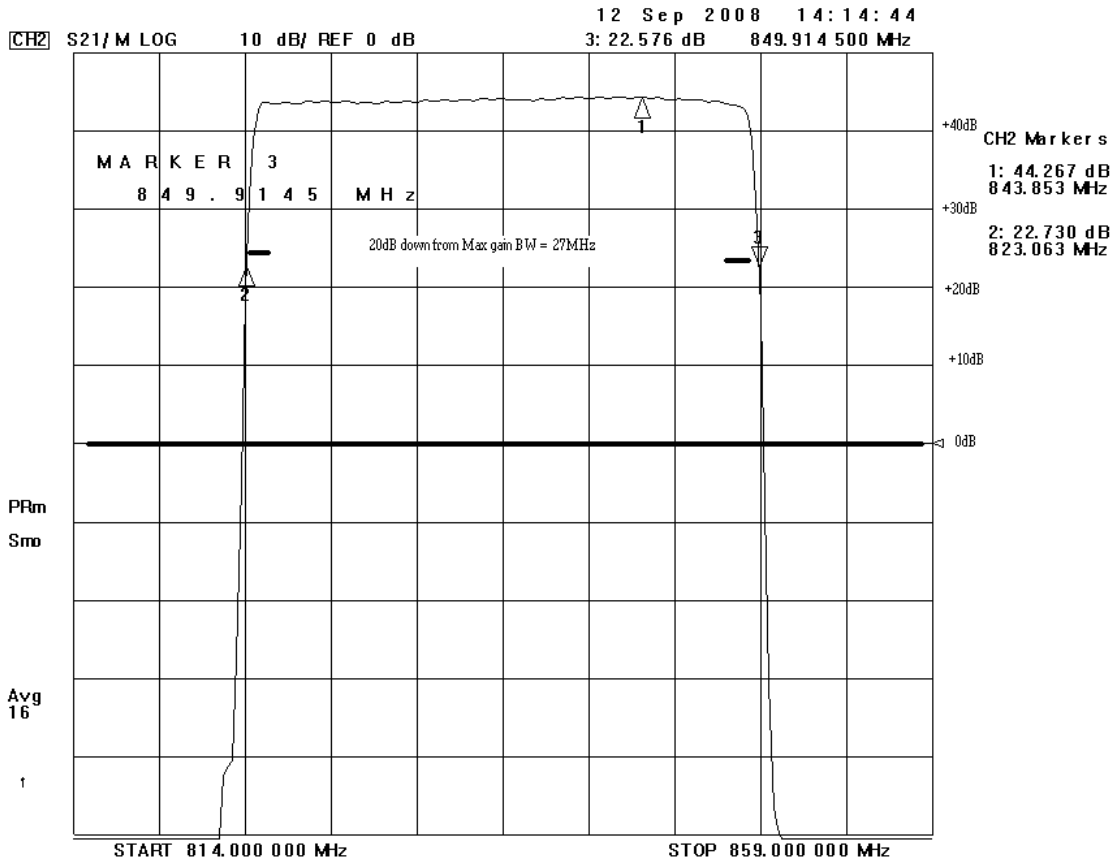 12 Sep 2008 14:14:44
CH2 S21/M LOG 10 dB/ REF 0 dB 3: 22.576 dB 849.914 500 MHz
+40dB
CH2 Markers
1
MARKER 3
1: 44.267 dB
843.853 MHz
849.9145 MHz
+30dB
2: 22.730 dB
823.063 MHz
20dB down from Max gain BW = 27MHz
3
2
+20dB
+10dB
0dB
PRm
Smo
Avg
16
↑
START 814.000 000 MHz STOP 859.000 000 MHz